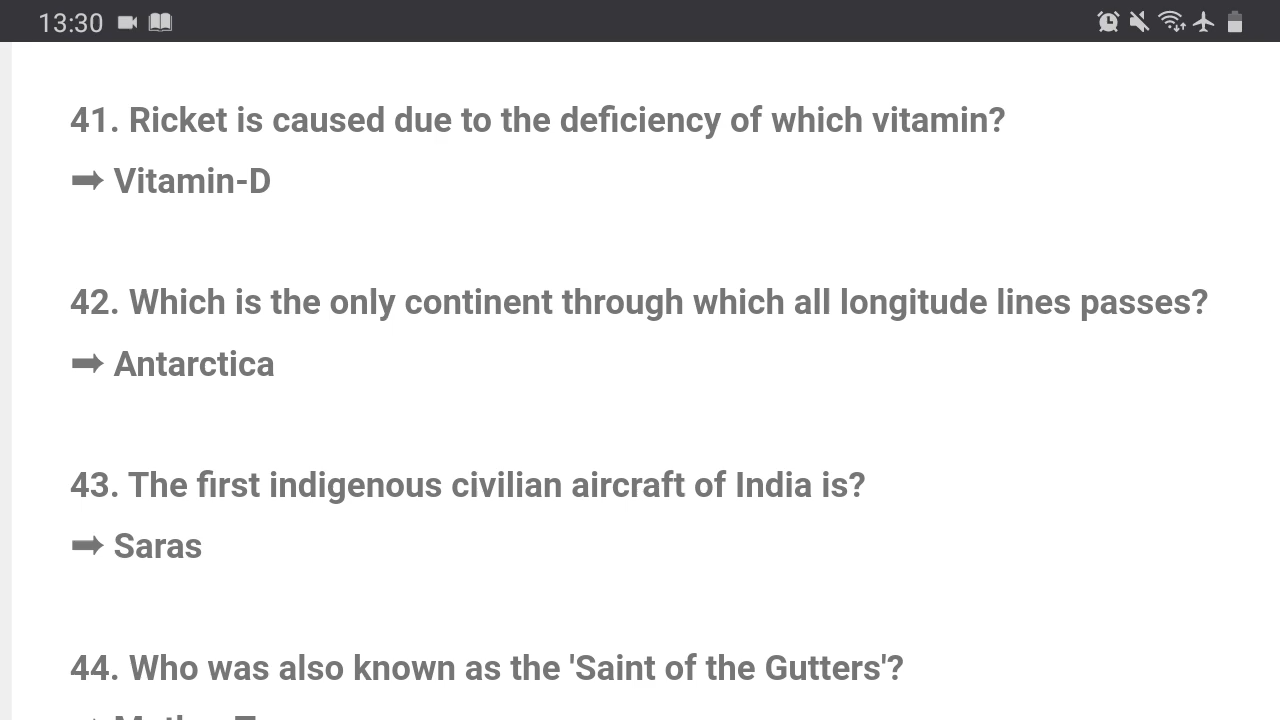 13:30
41. Ricket is caused due to the deficiency of which vitamin?
➡ Vitamin-D
42. Which is the only continent through which all longitude lines passes?
➡ Antarctica
43. The first indigenous civilian aircraft of India is?
➡ Saras
44. Who was also known as the 'Saint of the Gutters'?